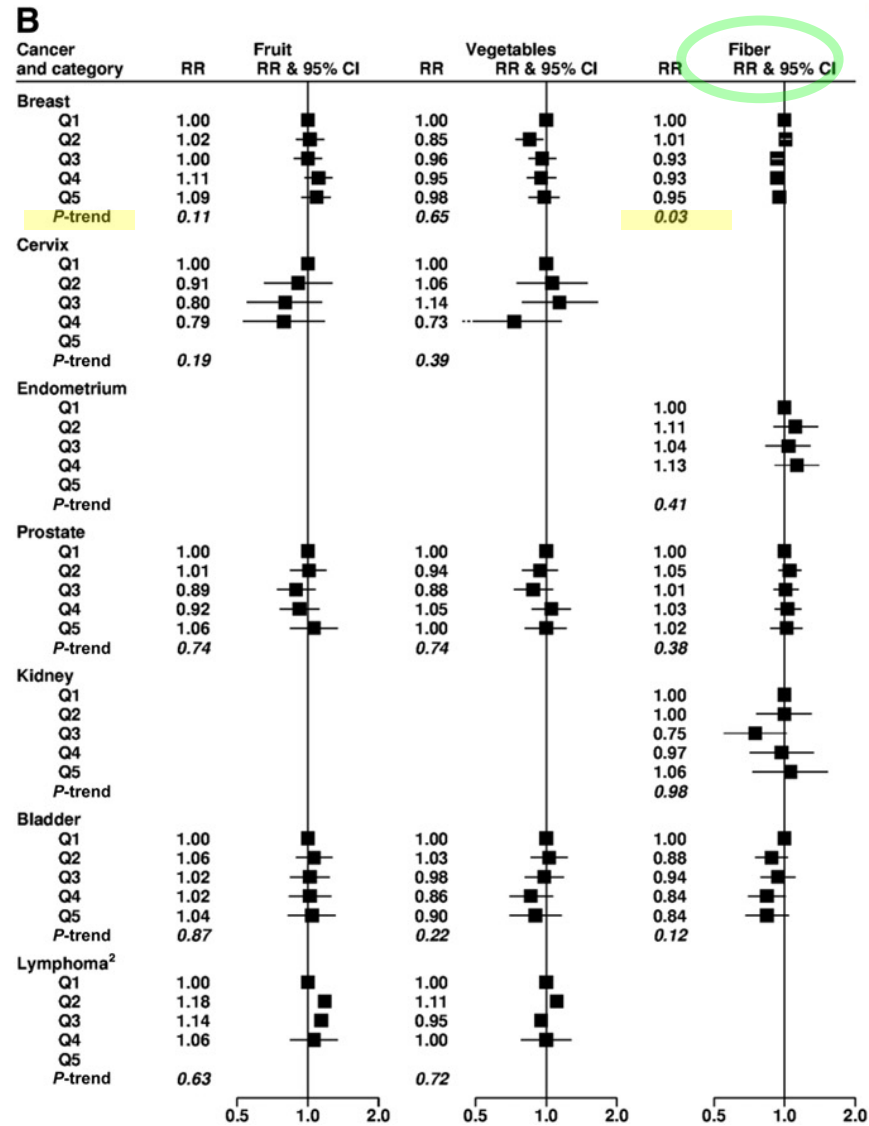 B
Cancer Fruit Vegetables Fiber
and category RR RR & 95% CI RR RR & 95% CI RR RR & 95% CI
Breast
Q1 1.00 1.00 1.00
Q2 1.02 0.85 1.01
Q3 1.00 0.96 0.93
Q4 1.11 0.95 0.93
Q5 1.09 0.98 0.95
P-trend 0.11 0.65 0.03
Cervix
Q1 1.00 1.00
Q2 0.91 1.06
Q3 0.80 1.14
Q4 0.79 0.73
Q5
P-trend 0.19 0.39
Endometrium
Q1 1.00
Q2 1.11
Q3 1.04
Q4 1.13
Q5
P-trend 0.41
Prostate
Q1 1.00 1.00 1.00
Q2 1.01 0.94 1.05
Q3 0.89 0.88 1.01
Q4 0.92 1.05 1.03
Q5 1.06 1.00 1.02
P-trend 0.74 0.74 0.38
Kidney
Q1 1.00
Q2 1.00
Q3 0.75
Q4 0.97
Q5 1.06
P-trend 0.98
Bladder
Q1 1.00 1.00 1.00
Q2 1.06 1.03 0.88
Q3 1.02 0.98 0.94
Q4 1.02 0.86 0.84
Q5 1.04 0.90 0.84
P-trend 0.87 0.22 0.12
Lymphoma²
Q1 1.00 1.00
Q2 1.18 1.11
Q3 1.14 0.95
Q4 1.06 1.00
Q5
P-trend 0.63 0.72
0.5 1.0 2.0 0.5 1.0 2.0 0.5 1.0 2.0